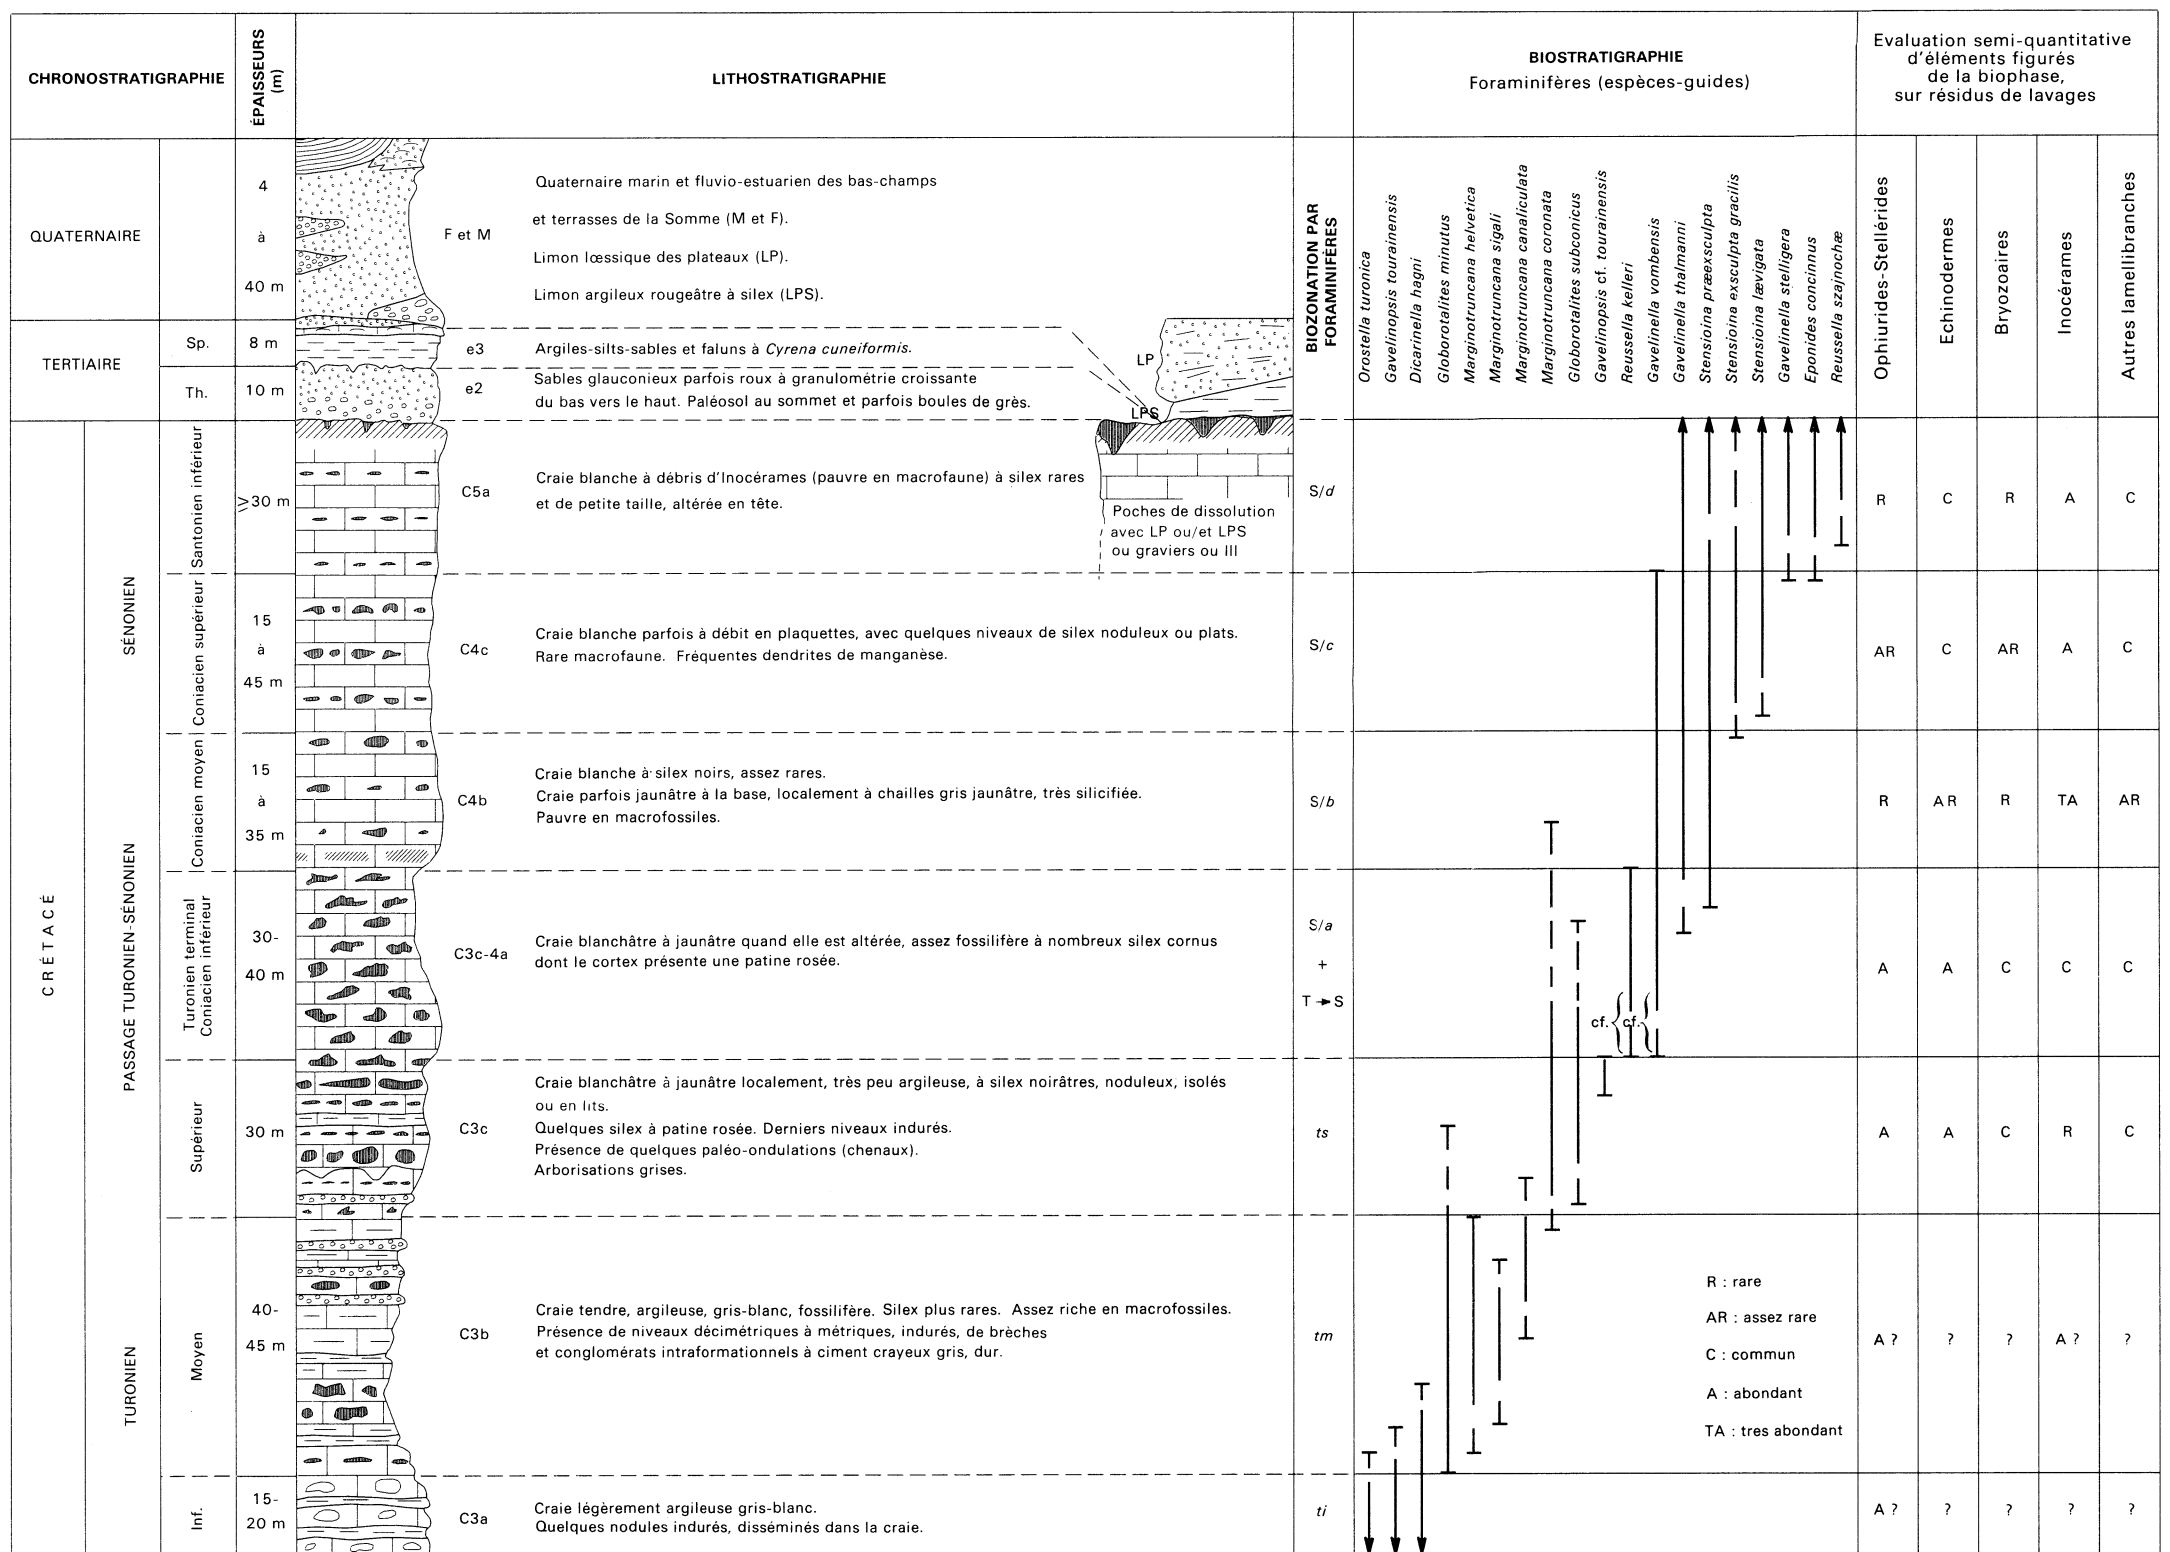 CHRONOSTRATIGRAPHIE
ÉPAISSEURS
(m)
LITHOSTRATIGRAPHIE
BIOSTRATIGRAPHIE
Foraminifères (espèces-guides)
Evaluation semi-quantitative
d'éléments figurés
de la biophase,
sur résidus de lavages
BIOZONATION PAR
FORAMINIFÈRES
Orostella turonica
Gavelinopsis tourainensis
Dicarinella hagni
Globorotalites minutus
Marginotruncana helvetica
Marginotruncana sigali
Marginotruncana canaliculata
Marginotruncana coronata
Globorotalites subconicus
Gavelinopsis cf. tourainensis
Reussella kelleri
Gavelinella vombensis
Gavelinella thalmanni
Stensioina præexsculpta
Stensioina exsculpta gracilis
Stensioina lævigata
Gavelinella stelligera
Eponides concinnus
Reussella szajnochæ
Ophiurides-Stellérides
Echinodermes
Bryozoaires
Inocérames
Autres lamellibranches
QUATERNAIRE
4
à
40 m
F et M
Quaternaire marin et fluvio-estuarien des bas-champs
et terrasses de la Somme (M et F).
Limon lœssique des plateaux (LP).
Limon argileux rougeâtre à silex (LPS).
TERTIAIRE
Sp.
8 m
e3
Argiles-silts-sables et faluns à Cyrena cuneiformis.
Th.
10 m
e2
Sables glauconieux parfois roux à granulométrie croissante
du bas vers le haut. Paléosol au sommet et parfois boules de grès.
LP
LPS
CRÉTACÉ
SÉNONIEN
Santonien inférieur
≥30 m
C5a
Craie blanche à débris d'Inocérames (pauvre en macrofaune) à silex rares
et de petite taille, altérée en tête.
Poches de dissolution
avec LP ou/et LPS
ou graviers ou III
S/d
R C R A C
Coniacien supérieur
15
à
45 m
C4c
Craie blanche parfois à débit en plaquettes, avec quelques niveaux de silex noduleux ou plats.
Rare macrofaune. Fréquentes dendrites de manganèse.
S/c
AR C AR A C
PASSAGE TURONIEN-SÉNONIEN
Coniacien moyen
15
à
35 m
C4b
Craie blanche à silex noirs, assez rares.
Craie parfois jaunâtre à la base, localement à chailles gris jaunâtre, très silicifiée.
Pauvre en macrofossiles.
S/b
R AR R TA AR
Turonien terminal
Coniacien inférieur
30-
40 m
C3c-4a
Craie blanchâtre à jaunâtre quand elle est altérée, assez fossilifère à nombreux silex cornus
dont le cortex présente une patine rosée.
S/a
+
T → S
cf. cf.
A A C C C
TURONIEN
Supérieur
30 m
C3c
Craie blanchâtre à jaunâtre localement, très peu argileuse, à silex noirâtres, noduleux, isolés
ou en lits.
Quelques silex à patine rosée. Derniers niveaux indurés.
Présence de quelques paléo-ondulations (chenaux).
Arborisations grises.
ts
A A C R C
Moyen
40-
45 m
C3b
Craie tendre, argileuse, gris-blanc, fossilifère. Silex plus rares. Assez riche en macrofossiles.
Présence de niveaux décimétriques à métriques, indurés, de brèches
et conglomérats intraformationnels à ciment crayeux gris, dur.
tm
R : rare
AR : assez rare
C : commun
A : abondant
TA : tres abondant
A ? ? ? A ? ?
Inf.
15-
20 m
C3a
Craie légèrement argileuse gris-blanc.
Quelques nodules indurés, disséminés dans la craie.
ti
A ? ? ? ? ?